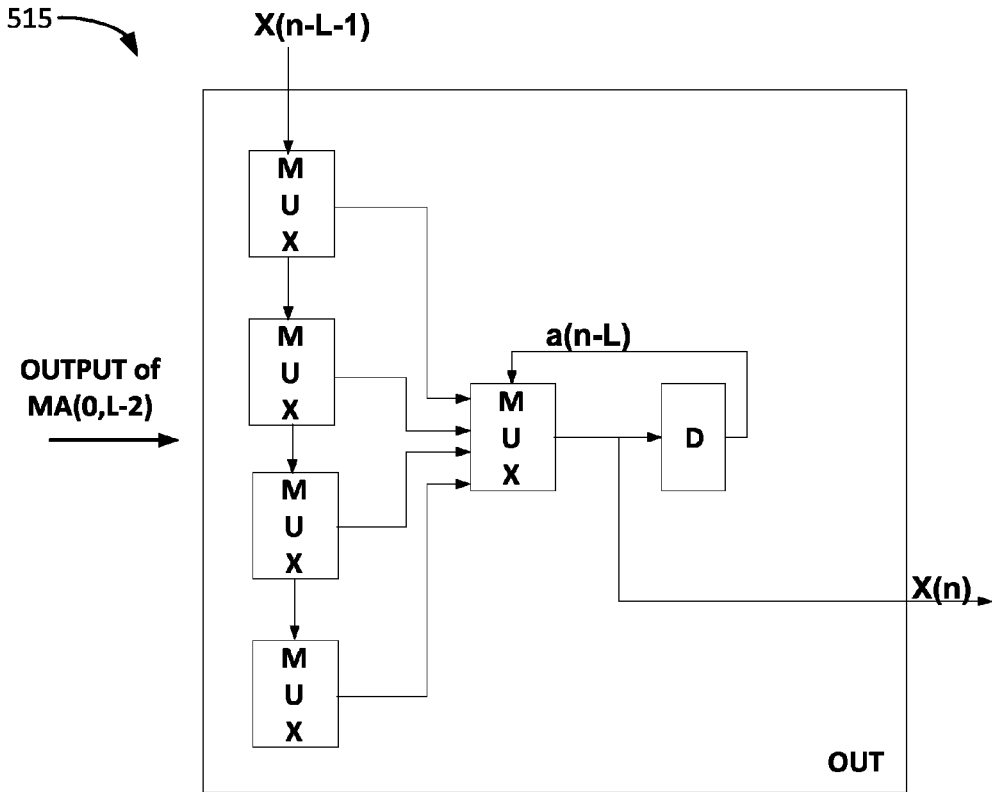 515
X(n-L-1)
M
U
X
M
U
X
OUTPUT of
MA(0,L-2)
a(n-L)
M
U
X
D
M
U
X
X(n)
M
U
X
OUT